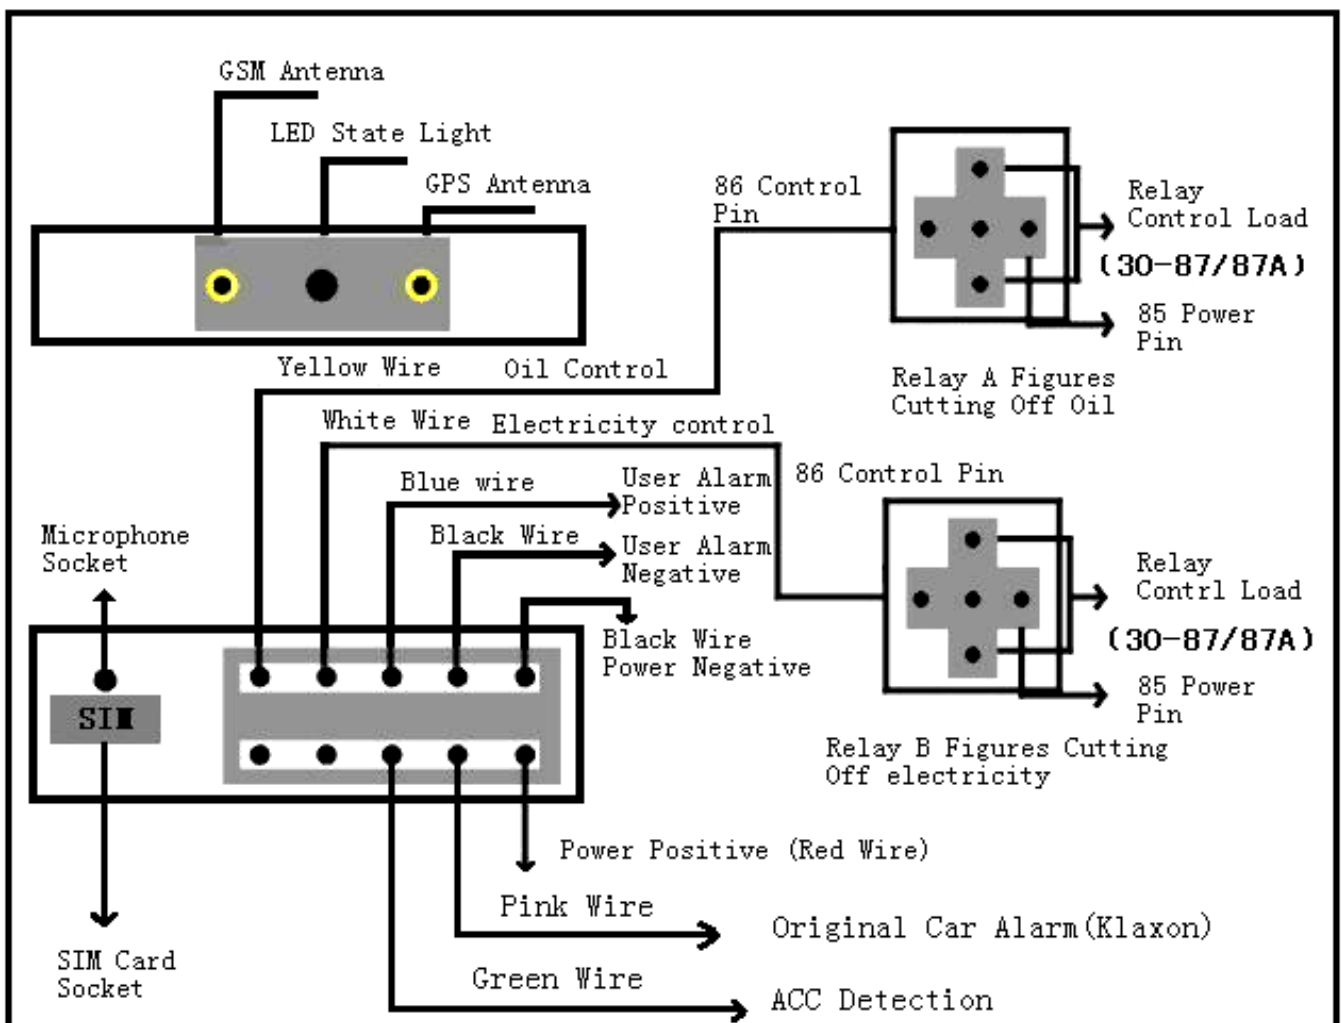 GSM Antenna
LED State Light
GPS Antenna
86 Control
Pin
Relay
Control Load
(30-87/87A)
85 Power
Pin
Relay A Figures
Cutting Off Oil
Yellow Wire
Oil Control
White Wire
Electricity control
Blue wire
User Alarm
Positive
Black Wire
User Alarm
Negative
Black Wire
Power Negative
86 Control Pin
Relay
Contrl Load
(30-87/87A)
85 Power
Pin
Relay B Figures Cutting
Off electricity
Microphone
Socket
SIM
SIM Card
Socket
Power Positive (Red Wire)
Pink Wire
Original Car Alarm(Klaxon)
Green Wire
ACC Detection